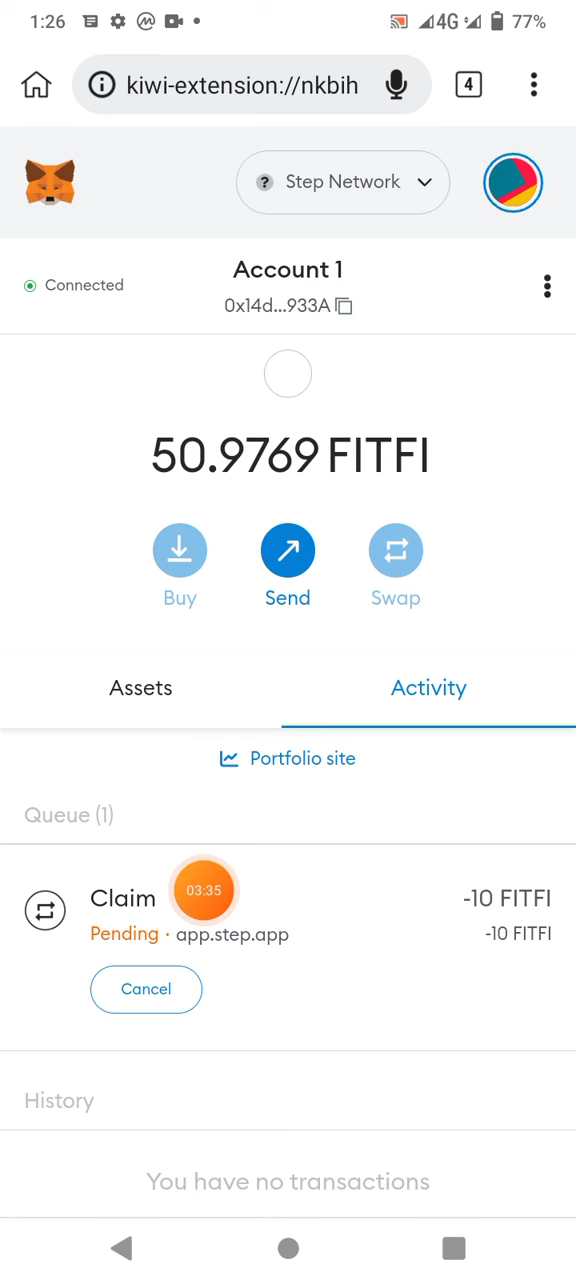 1:26 4G 77%
kiwi-extension://nkbih 4
? Step Network
Connected
Account 1
0x14d...933A
50.9769 FITFI
Buy Send Swap
Assets Activity
Portfolio site
Queue (1)
Claim 03:35 -10 FITFI
Pending · app.step.app -10 FITFI
Cancel
History
You have no transactions